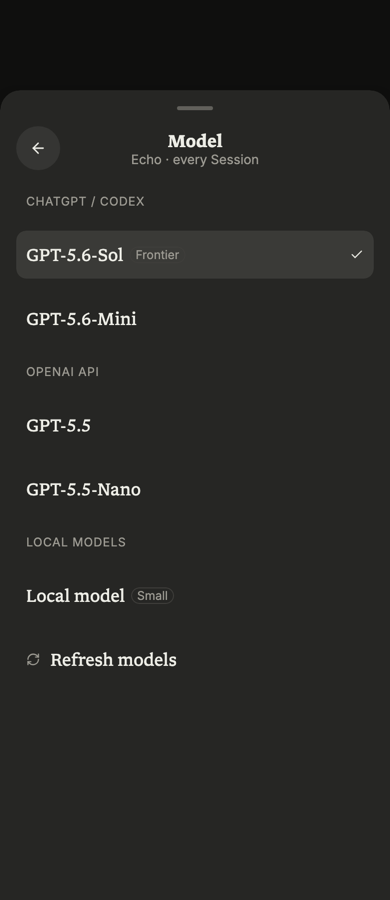 Model
Echo · every Session
CHATGPT / CODEX
GPT-5.6-Sol Frontier
GPT-5.6-Mini
OPENAI API
GPT-5.5
GPT-5.5-Nano
LOCAL MODELS
Local model Small
Refresh models